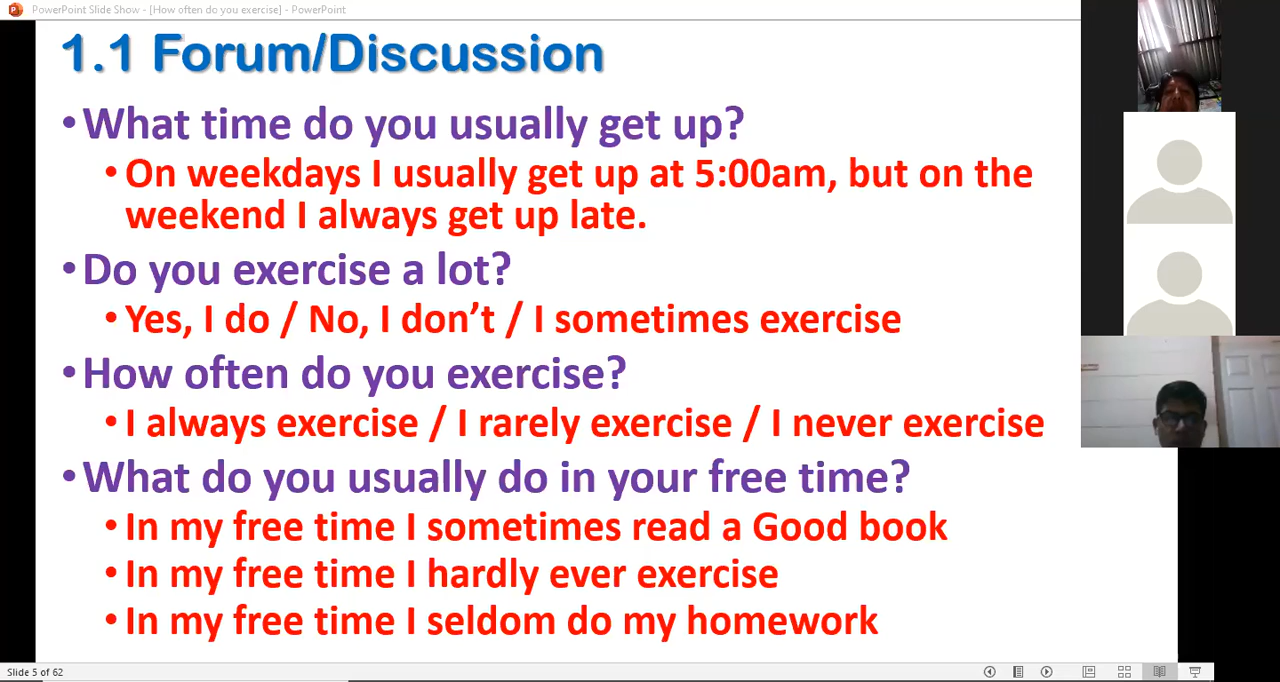 PowerPoint Slide Show - [How often do you exercise] - PowerPoint
1.1 Forum/Discussion
•What time do you usually get up?
•On weekdays I usually get up at 5:00am, but on the
weekend I always get up late.
•Do you exercise a lot?
•Yes, I do / No, I don’t / I sometimes exercise
•How often do you exercise?
•I always exercise / I rarely exercise / I never exercise
•What do you usually do in your free time?
•In my free time I sometimes read a Good book
•In my free time I hardly ever exercise
•In my free time I seldom do my homework
Slide 5 of 62